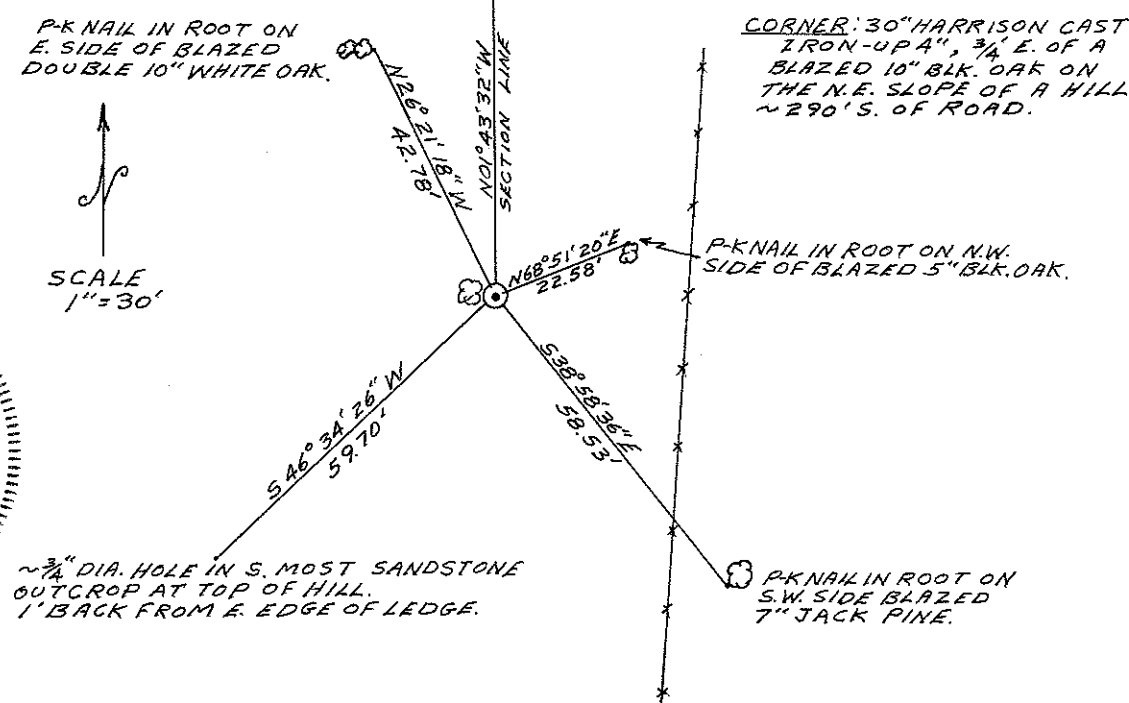 P-K NAIL IN ROOT ON
E. SIDE OF BLAZED
DOUBLE 10" WHITE OAK.
CORNER: 30" HARRISON CAST
IRON-UP 4", 3/4' E. OF A
BLAZED 10" BLK. OAK ON
THE N.E. SLOPE OF A HILL
~290' S. OF ROAD.
N26°21'18"W
42.78'
N01°43'32"W
SECTION LINE
N
SCALE
1"=30'
N68°51'20"E
22.58'
P-K NAIL IN ROOT ON N.W.
SIDE OF BLAZED 5" BLK. OAK.
S46°34'26"W
59.70'
S38°58'36"E
58.53'
~3/4" DIA. HOLE IN S. MOST SANDSTONE
OUTCROP AT TOP OF HILL.
1' BACK FROM E. EDGE OF LEDGE.
P-K NAIL IN ROOT ON
S.W. SIDE BLAZED
7" JACK PINE.